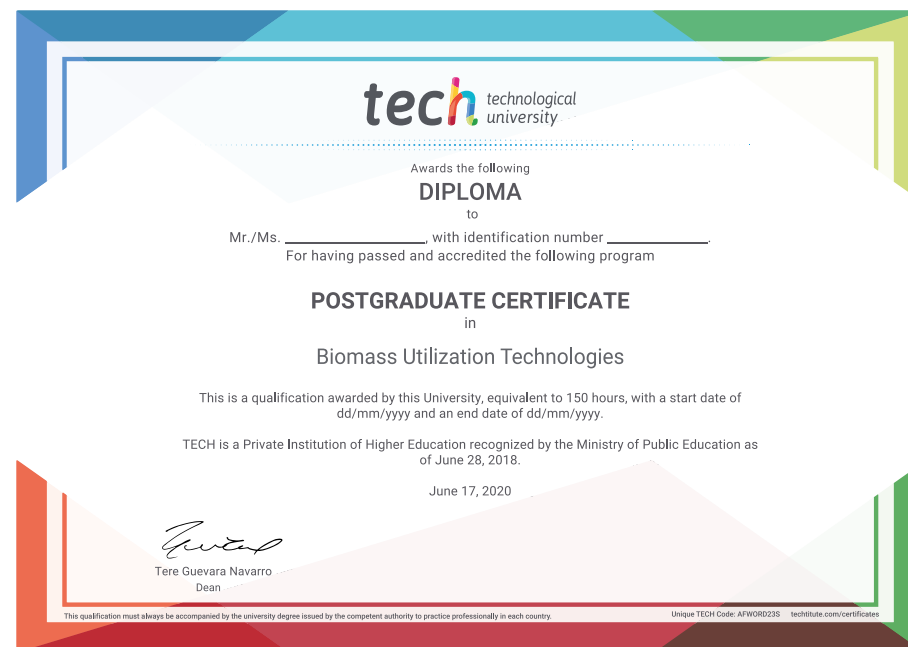 tech technological
university
Awards the following
DIPLOMA
to
Mr./Ms. ____________________, with identification number ______________.
For having passed and accredited the following program
POSTGRADUATE CERTIFICATE
in
Biomass Utilization Technologies
This is a qualification awarded by this University, equivalent to 150 hours, with a start date of
dd/mm/yyyy and an end date of dd/mm/yyyy.
TECH is a Private Institution of Higher Education recognized by the Ministry of Public Education as
of June 28, 2018.
June 17, 2020
Tere Guevara Navarro
Dean
This qualification must always be accompanied by the university degree issued by the competent authority to practice professionally in each country.
Unique TECH Code: AFWORD23S techtitute.com/certificates